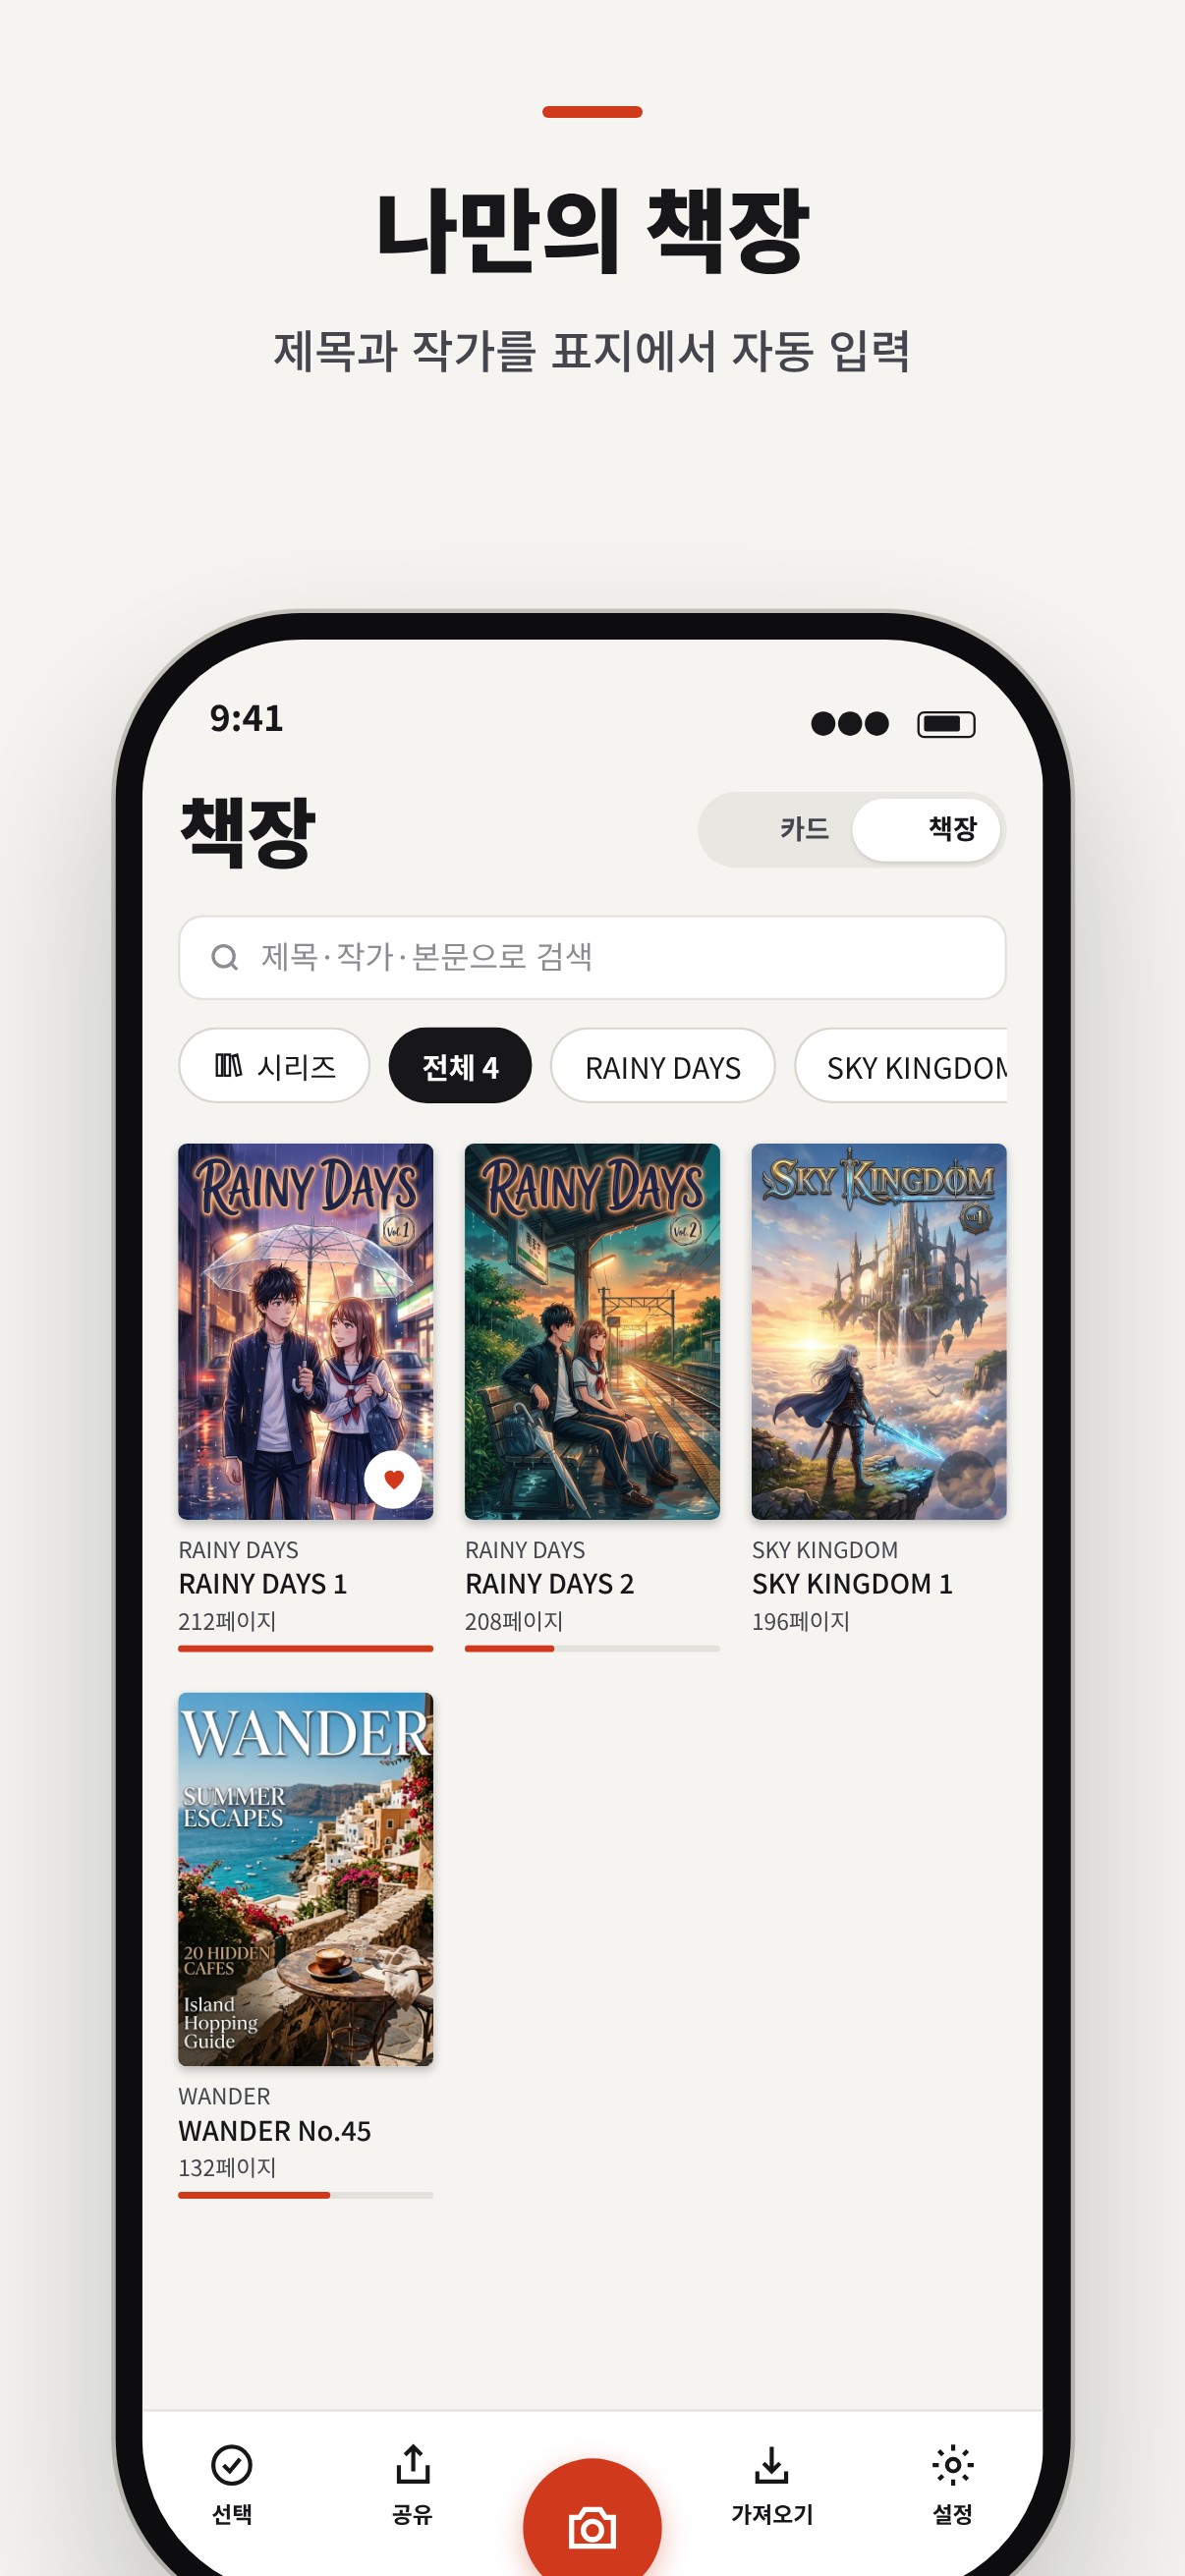 나만의 책장
제목과 작가를 표지에서 자동 입력
9:41
책장
카드 책장
제목·작가·본문으로 검색
시리즈 전체 4 RAINY DAYS SKY KINGDOM
RAINY DAYS
Vol.1
RAINY DAYS
Vol.2
SKY KINGDOM
Vol.1
RAINY DAYS
RAINY DAYS 1
212페이지
RAINY DAYS
RAINY DAYS 2
208페이지
SKY KINGDOM
SKY KINGDOM 1
196페이지
WANDER
SUMMER
ESCAPES
20 HIDDEN
CAFES
Island
Hopping
Guide
WANDER
WANDER No.45
132페이지
선택 공유 가져오기 설정